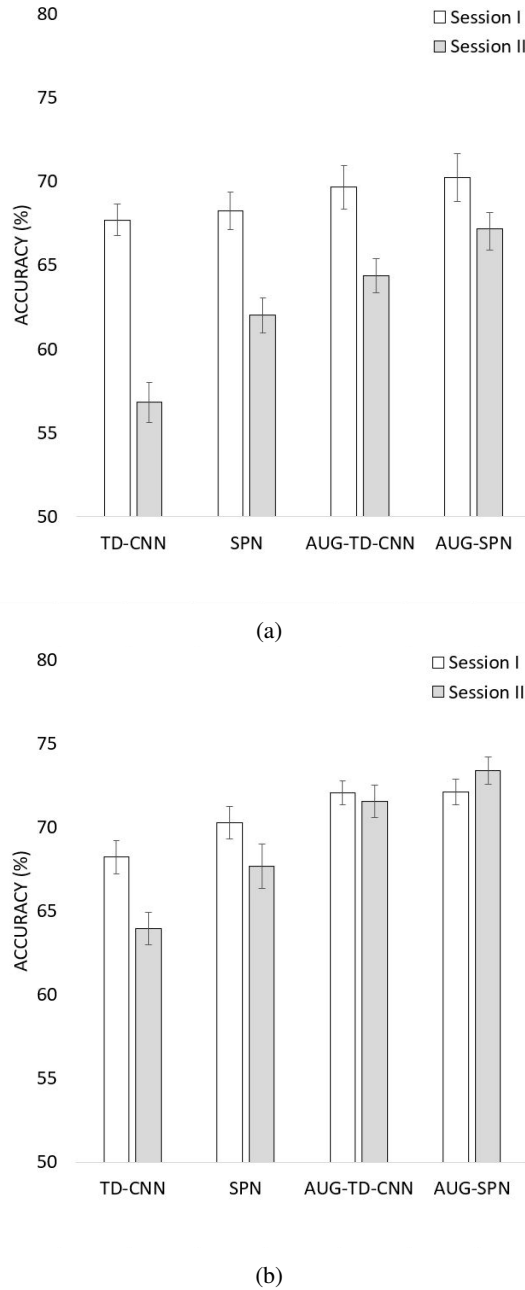 80
75
70
65
60
55
50
ACCURACY (%)
Session I
Session II
TD-CNN SPN AUG-TD-CNN AUG-SPN
(a)
80
75
70
65
60
55
50
ACCURACY (%)
Session I
Session II
TD-CNN SPN AUG-TD-CNN AUG-SPN
(b)